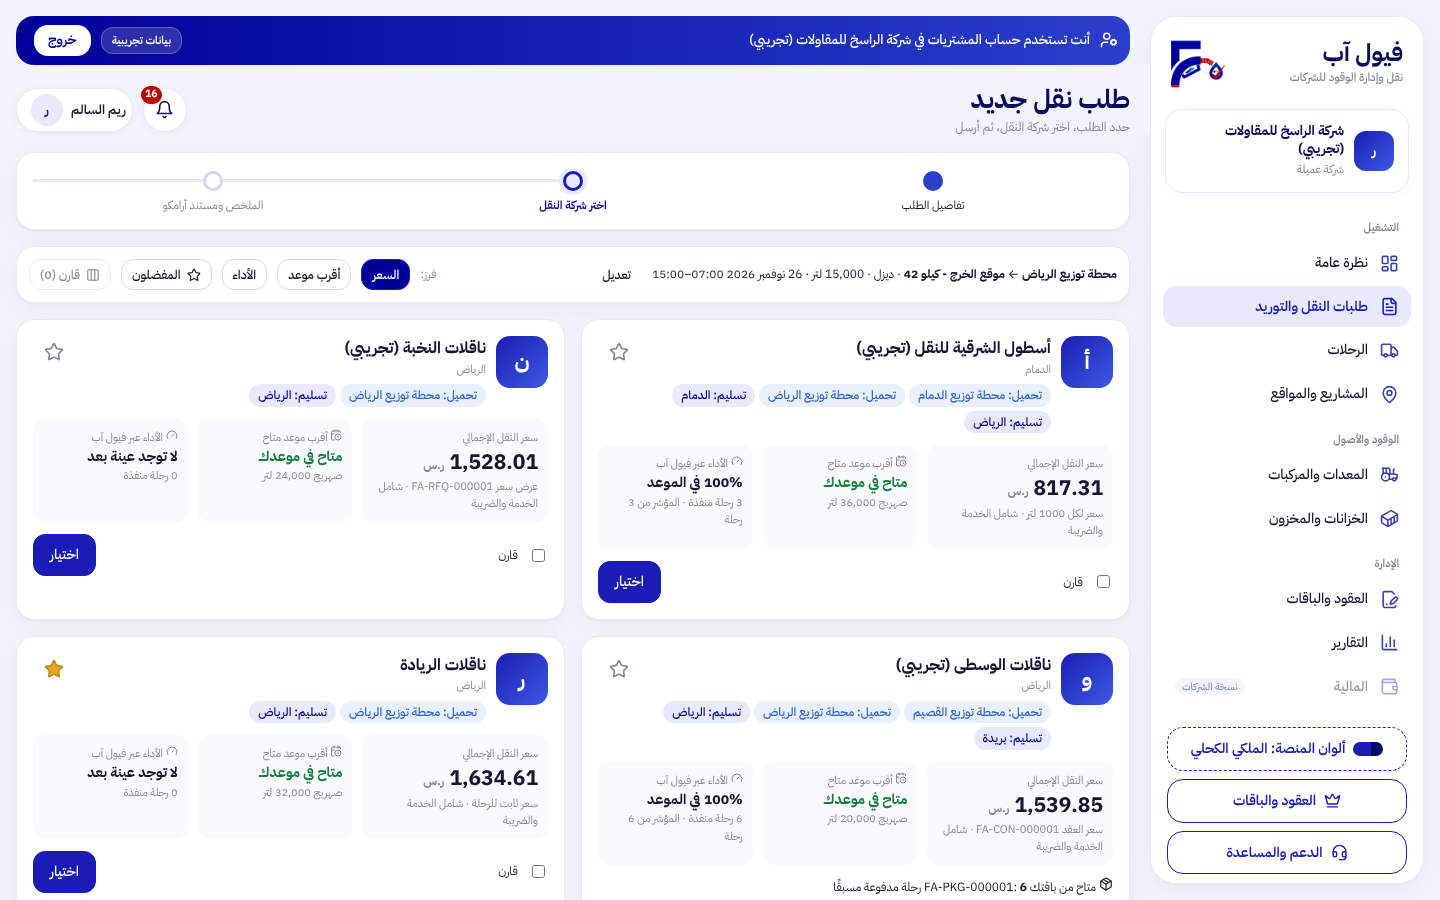 فيول آب
نقل وإدارة الوقود للشركات
شركة الراسخ للمقاولات
(تجريبي)
شركة عميلة
ر
التشغيل
نظرة عامة
طلبات النقل والتوريد
الرحلات
المشاريع والمواقع
الوقود والأصول
المعدات والمركبات
الخزانات والمخزون
الإدارة
العقود والباقات
التقارير
المالية
نسخة الشركات
ألوان المنصة: الملكي الكحلي
العقود والباقات
الدعم والمساعدة
أنت تستخدم حساب المشتريات في شركة الراسخ للمقاولات (تجريبي)
بيانات تجريبية
خروج
طلب نقل جديد
حدد الطلب، اختر شركة النقل، ثم أرسل
16
ريم السالم
ر
تفاصيل الطلب
اختر شركة النقل
الملخص ومستند أرامكو
محطة توزيع الرياض ← موقع الخرج - كيلو 42 · ديزل · 15,000 لتر · 26 نوفمبر 2026 07:00–15:00
تعديل
فرز:
السعر
أقرب موعد
الأداء
المفضلون
قارن (0)
أ
أسطول الشرقية للنقل (تجريبي)
الدمام
تحميل: محطة توزيع الدمام
تحميل: محطة توزيع الرياض
تسليم: الدمام
تسليم: الرياض
سعر النقل الإجمالي
817.31 ر.س
سعر لكل 1000 لتر · شامل الخدمة
والضريبة
أقرب موعد متاح
متاح في موعدك
صهريج 36,000 لتر
الأداء عبر فيول آب
100% في الموعد
3 رحلة منفذة · المؤشر من 3
رحلة
قارن
اختيار
ن
ناقلات النخبة (تجريبي)
الرياض
تحميل: محطة توزيع الرياض
تسليم: الرياض
سعر النقل الإجمالي
1,528.01 ر.س
عرض سعر FA-RFQ-000001 · شامل
الخدمة والضريبة
أقرب موعد متاح
متاح في موعدك
صهريج 24,000 لتر
الأداء عبر فيول آب
لا توجد عينة بعد
0 رحلة منفذة
قارن
اختيار
و
ناقلات الوسطى (تجريبي)
الرياض
تحميل: محطة توزيع القصيم
تحميل: محطة توزيع الرياض
تسليم: الرياض
تسليم: بريدة
سعر النقل الإجمالي
1,539.85 ر.س
سعر العقد FA-CON-000001 · شامل
الخدمة والضريبة
أقرب موعد متاح
متاح في موعدك
صهريج 20,000 لتر
الأداء عبر فيول آب
100% في الموعد
6 رحلة منفذة · المؤشر من 6
رحلة
متاح من باقتك FA-PKG-000001: 6 رحلة مدفوعة مسبقًا
ر
ناقلات الريادة
الرياض
تحميل: محطة توزيع الرياض
تسليم: الرياض
سعر النقل الإجمالي
1,634.61 ر.س
سعر ثابت للرحلة · شامل الخدمة
والضريبة
أقرب موعد متاح
متاح في موعدك
صهريج 32,000 لتر
الأداء عبر فيول آب
لا توجد عينة بعد
0 رحلة منفذة
قارن
اختيار